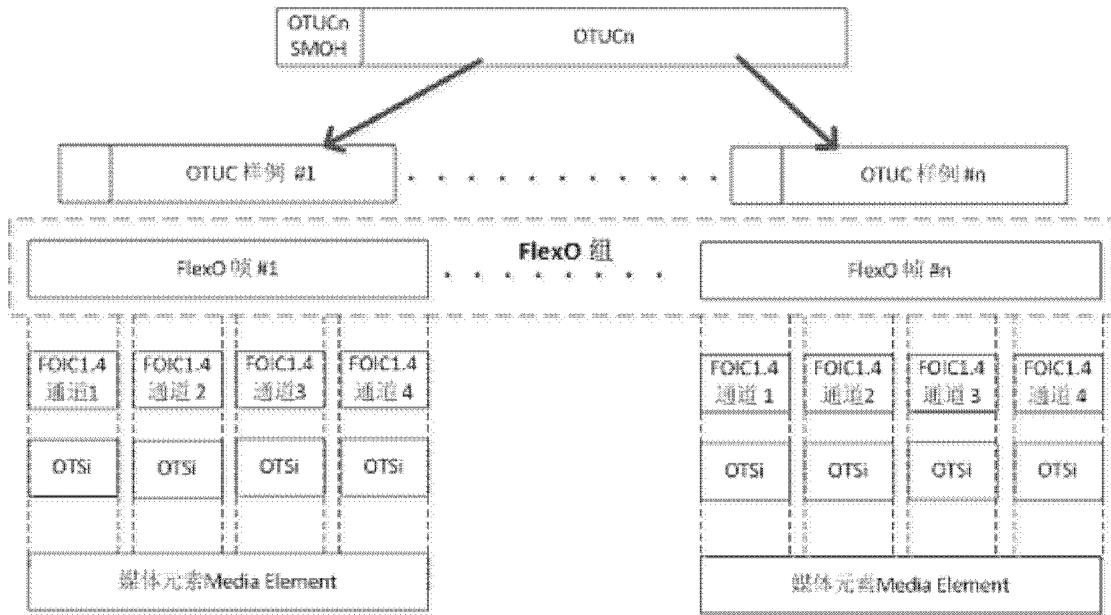 OTUCn
SMOH
OTUCn
OTUC 样例 #1
OTUC 样例 #n
FlexO 组
FlexO 帧 #1
FlexO 帧 #n
FOIC1.4
通道1
FOIC1.4
通道 2
FOIC1.4
通道3
FOIC1.4
通道 4
FOIC1.4
通道 1
FOIC1.4
通道2
FOIC1.4
通道 3
FOIC1.4
通道 4
OTSi
OTSi
OTSi
OTSi
OTSi
OTSi
OTSi
OTSi
媒体元素Media Element
媒体元素Media Element